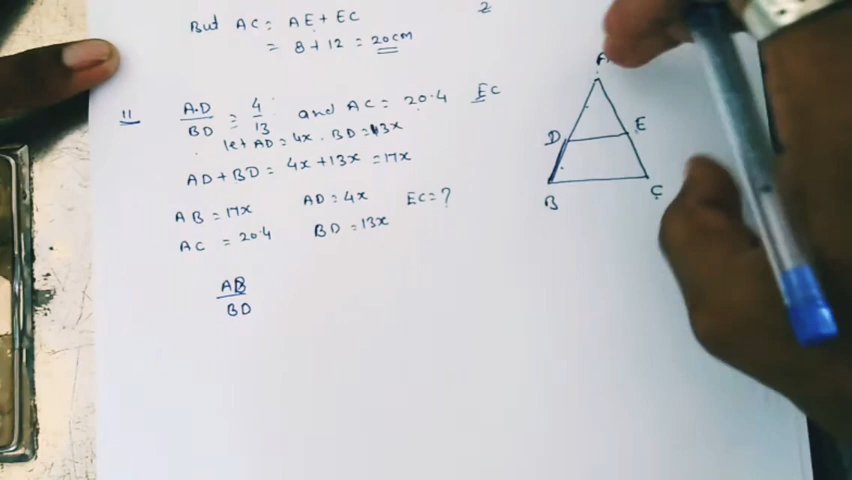 But AC = AE + EC
= 8 + 12 = 20cm
11 AD/BD = 4/13 and AC = 20.4 EC
let AD = 4x . BD = 13x
AD + BD = 4x + 13x = 17x
AB = 17x AD = 4x EC = ?
AC = 20.4 BD = 13x
AB
BD
A
D E
B C